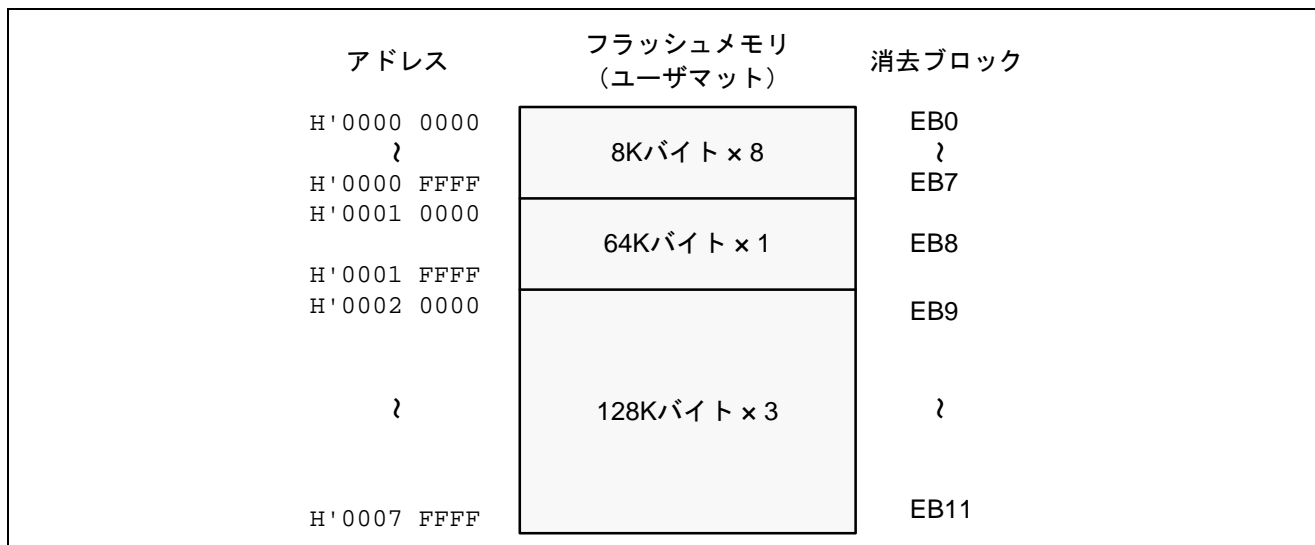 アドレス フラッシュメモリ (ユーザマット) 消去ブロック
H'0000 0000 EB0
~ 8Kバイト × 8 ~
H'0000 FFFF EB7
H'0001 0000
64Kバイト × 1 EB8
H'0001 FFFF
H'0002 0000 EB9
~ 128Kバイト × 3 ~
H'0007 FFFF EB11